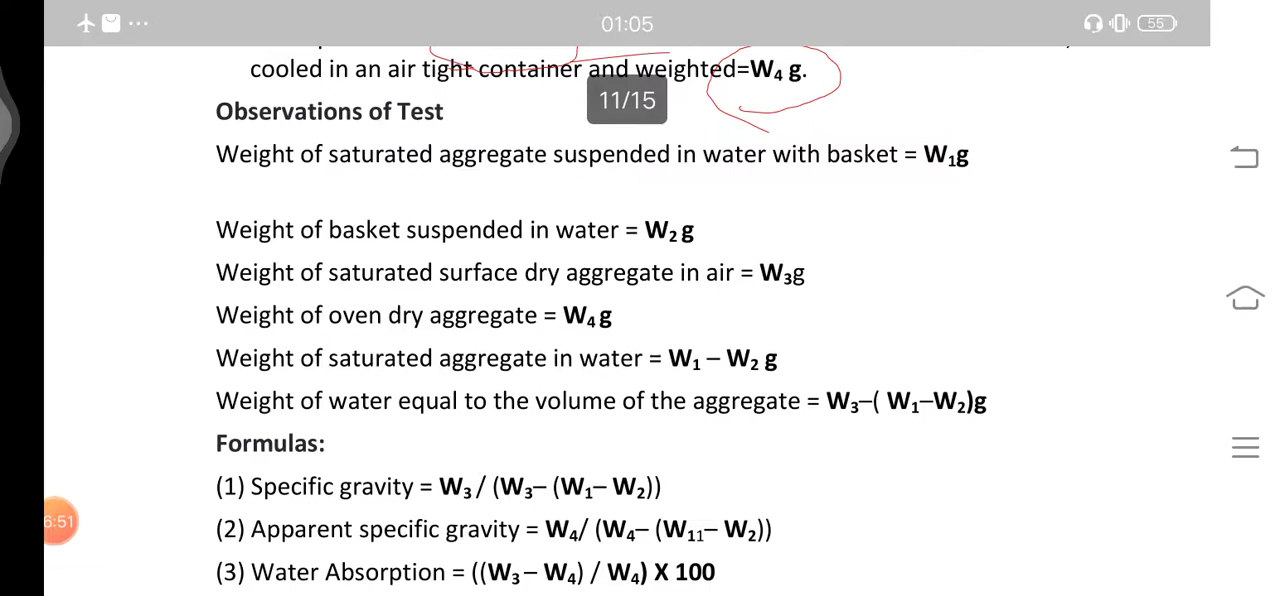 01:05
55
cooled in an air tight container and weighted=W₄ g.
11/15
Observations of Test
Weight of saturated aggregate suspended in water with basket = W₁g
Weight of basket suspended in water = W₂ g
Weight of saturated surface dry aggregate in air = W₃g
Weight of oven dry aggregate = W₄ g
Weight of saturated aggregate in water = W₁ – W₂ g
Weight of water equal to the volume of the aggregate = W₃–( W₁–W₂)g
Formulas:
(1) Specific gravity = W₃ / (W₃– (W₁– W₂))
6:51
(2) Apparent specific gravity = W₄/ (W₄– (W₁₁– W₂))
(3) Water Absorption = ((W₃ – W₄) / W₄) X 100